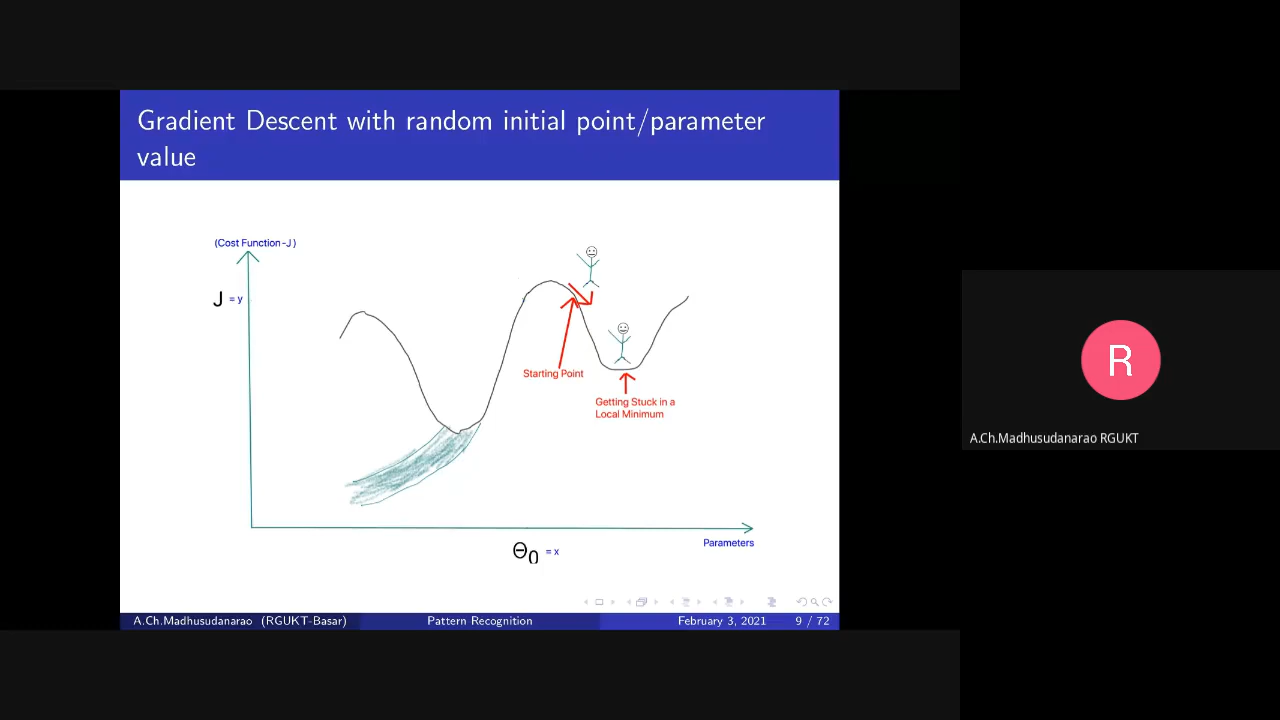 Gradient Descent with random initial point/parameter
value
(Cost Function-J)
J = y
Starting Point
Getting Stuck in a
Local Minimum
Parameters
Θ0 = x
A.Ch.Madhusudanarao (RGUKT-Basar) Pattern Recognition February 3, 2021 9 / 72
R
A.Ch.Madhusudanarao RGUKT